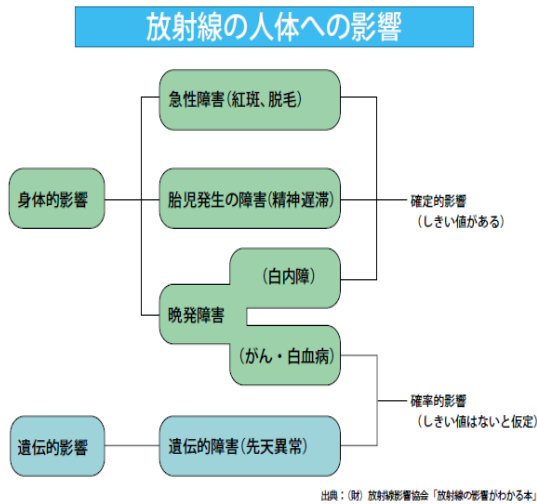 放射線の人体への影響
急性障害(紅斑、脱毛)
身体的影響
胎児発生の障害(精神遅滞)
確定的影響
(しきい値がある)
(白内障)
晩発障害
(がん・白血病)
確率的影響
(しきい値はないと仮定)
遺伝的影響
遺伝的障害(先天異常)
出典:(財)放射線影響協会「放射線の影響がわかる本」